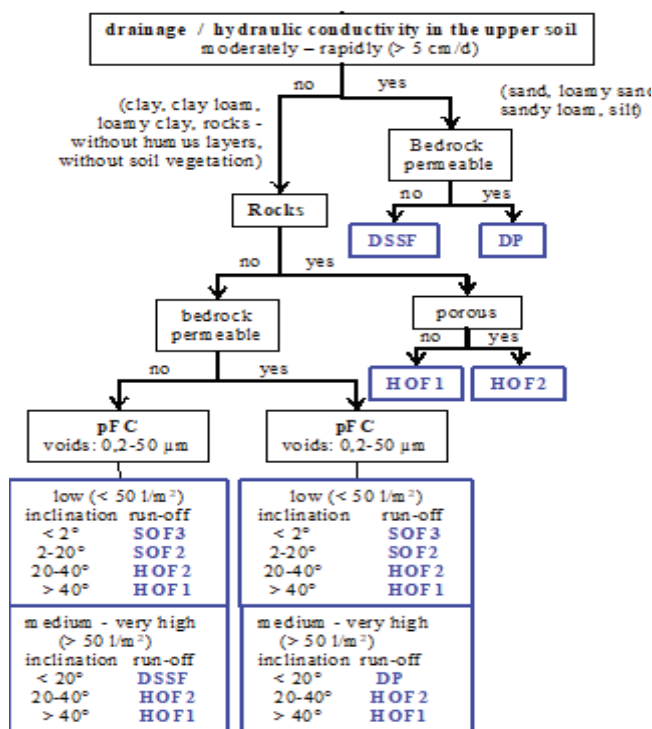 drainage / hydraulic conductivity in the upper soil
moderately – rapidly (> 5 cm/d)
no yes
(clay, clay loam,
loamy clay, rocks -
without humus layers,
without soil vegetation)
(sand, loamy sand
sandy loam, silt)
Bedrock
permeable
no yes
DSSF DP
Rocks
no yes
bedrock
permeable
porous
no yes
HOF1 HOF2
no yes
pFC
voids: 0,2-50 µm
low (< 50 l/m²)
inclination run-off
< 2° SOF3
2-20° SOF2
20-40° HOF2
> 40° HOF1
medium - very high
(> 50 l/m²)
inclination run-off
< 20° DSSF
20-40° HOF2
> 40° HOF1
pFC
voids: 0,2-50 µm
low (< 50 l/m²)
inclination run-off
< 2° SOF3
2-20° SOF2
20-40° HOF2
> 40° HOF1
medium - very high
(> 50 l/m²)
inclination run-off
< 20° DP
20-40° HOF2
> 40° HOF1